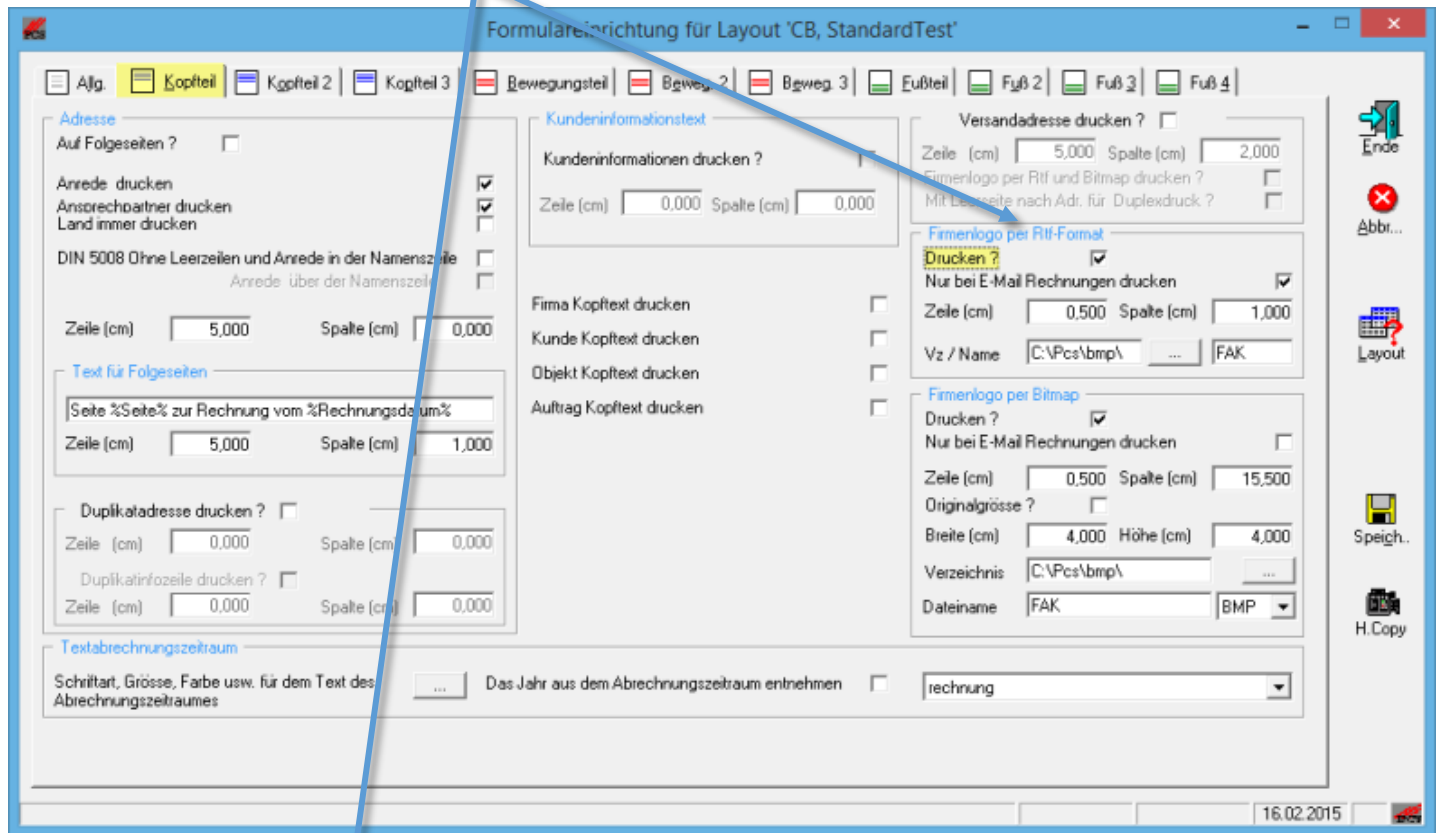 Formulareinrichtung für Layout 'CB, StandardTest'
Allg. Kopfteil Kopfteil 2 Kopfteil 3 Bewegungsteil Beweg. 2 Beweg. 3 Fußteil Fuß 2 Fuß 3 Fuß 4
Adresse
Auf Folgeseiten ?
Anrede drucken
Ansprechpartner drucken
Land immer drucken
DIN 5008 Ohne Leerzeilen und Anrede in der Namenszeile
Anrede über der Namenszeile
Zeile (cm) 5,000 Spalte (cm) 0,000
Text für Folgeseiten
Seite %Seite% zur Rechnung vom %Rechnungsdatum%
Zeile (cm) 5,000 Spalte (cm) 1,000
Duplikatadresse drucken ?
Zeile (cm) 0,000 Spalte (cm) 0,000
Duplikatinfozeile drucken ?
Zeile (cm) 0,000 Spalte (cm) 0,000
Kundeninformationstext
Kundeninformationen drucken ?
Zeile (cm) 0,000 Spalte (cm) 0,000
Firma Kopftext drucken
Kunde Kopftext drucken
Objekt Kopftext drucken
Auftrag Kopftext drucken
Versandadresse drucken ?
Zeile (cm) 5,000 Spalte (cm) 2,000
Firmenlogo per Rtf und Bitmap drucken ?
Mit Leerseite nach Adr. für Duplexdruck ?
Firmenlogo per Rtf-Format
Drucken ?
Nur bei E-Mail Rechnungen drucken
Zeile (cm) 0,500 Spalte (cm) 1,000
Vz / Name C:\Pcs\bmp\ ... FAK
Firmenlogo per Bitmap
Drucken ?
Nur bei E-Mail Rechnungen drucken
Zeile (cm) 0,500 Spalte (cm) 15,500
Originalgrösse ?
Breite (cm) 4,000 Höhe (cm) 4,000
Verzeichnis C:\Pcs\bmp\ ...
Dateiname FAK BMP
Textabrechnungszeitraum
Schriftart, Grösse, Farbe usw. für dem Text des
Abrechnungszeitraumes
...
Das Jahr aus dem Abrechnungszeitraum entnehmen
rechnung
Ende
Abbr...
Layout
Speich..
H.Copy
16.02.2015